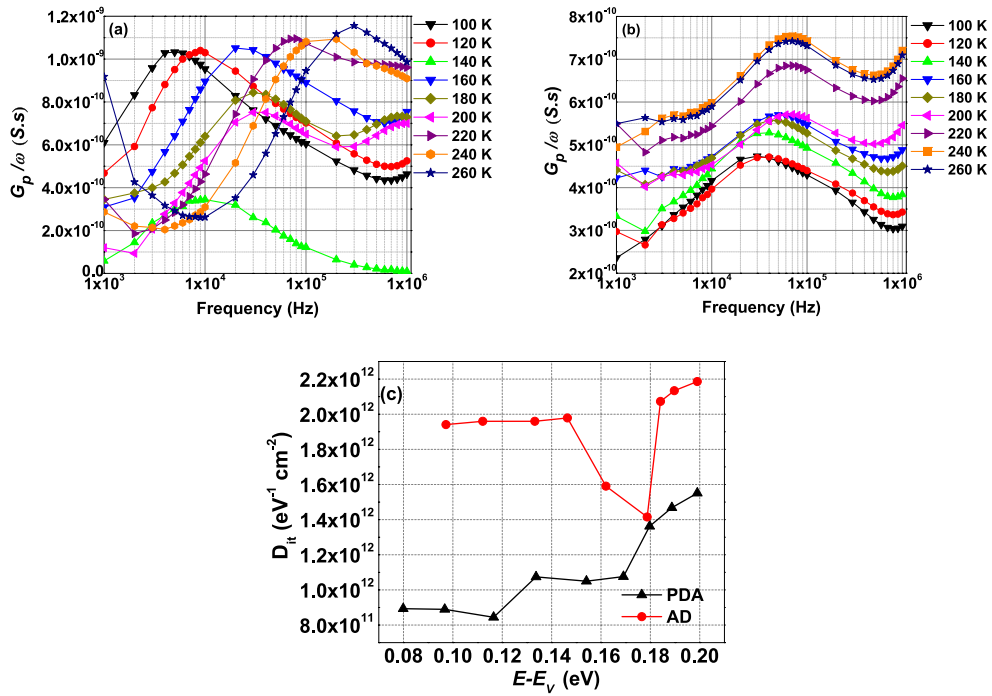 (a)
G_p/ω (S.s)
1.2x10^-9
1.0x10^-9
8.0x10^-10
6.0x10^-10
4.0x10^-10
2.0x10^-10
0.0
1x10^3 1x10^4 1x10^5 1x10^6
Frequency (Hz)
100 K
120 K
140 K
160 K
180 K
200 K
220 K
240 K
260 K
(b)
G_p/ω (S.s)
8x10^-10
7x10^-10
6x10^-10
5x10^-10
4x10^-10
3x10^-10
2x10^-10
1x10^3 1x10^4 1x10^5 1x10^6
Frequency (Hz)
100 K
120 K
140 K
160 K
180 K
200 K
220 K
240 K
260 K
(c)
D_it (eV^-1 cm^-2)
2.2x10^12
2.0x10^12
1.8x10^12
1.6x10^12
1.4x10^12
1.2x10^12
1.0x10^12
8.0x10^11
PDA
AD
0.08 0.10 0.12 0.14 0.16 0.18 0.20
E-E_V (eV)